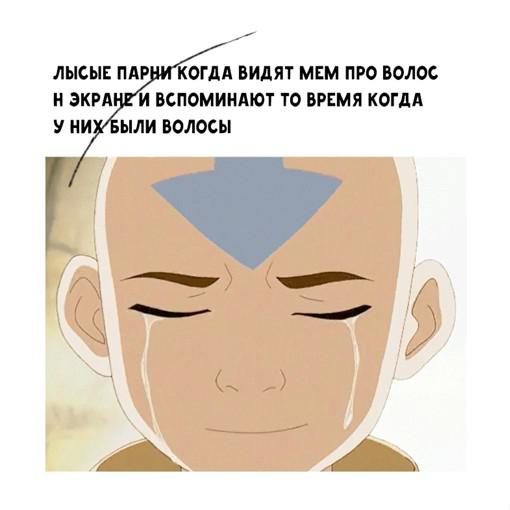 ЛЫСЫЕ ПАРНИ КОГДА ВИДЯТ МЕМ ПРО ВОЛОС
Н ЭКРАНЕ И ВСПОМИНАЮТ ТО ВРЕМЯ КОГДА
У НИХ БЫЛИ ВОЛОСЫ